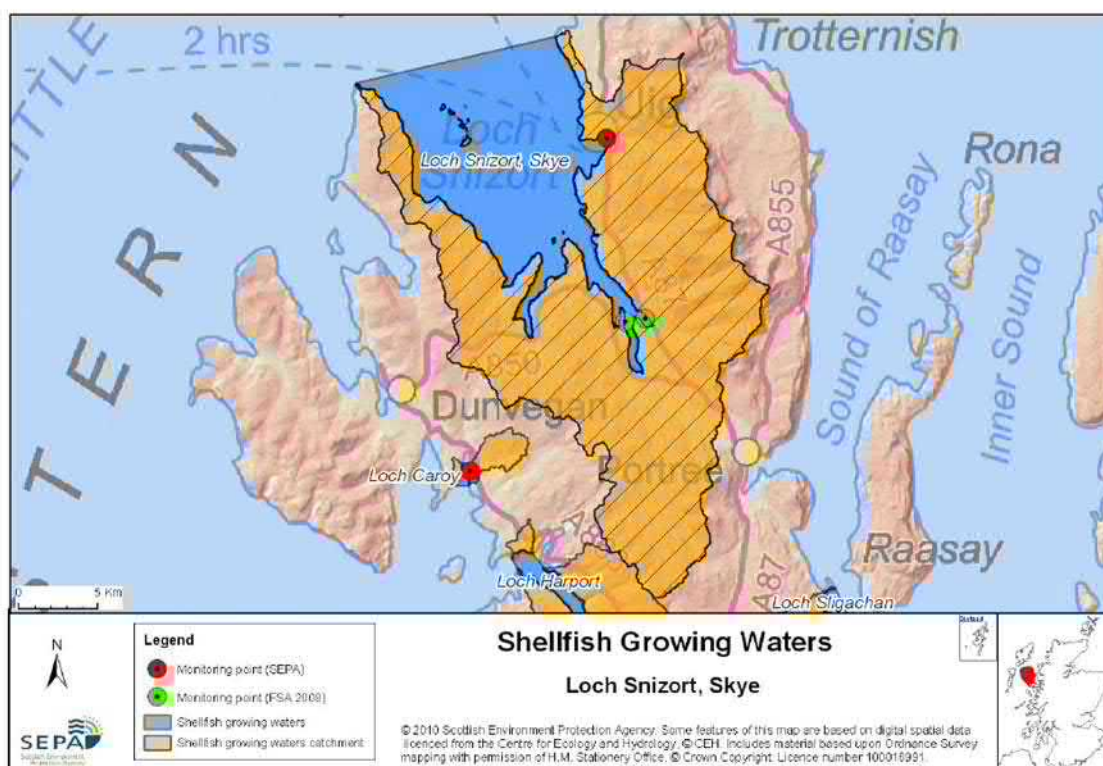 LITTLE
2 hrs
Trotternish
Uig
Loch
Snizort
Loch Snizort, Skye
Rona
A855
Sound of Raasay
Inner Sound
STERN
A850
Dunvegan
Loch Caroy
Portree
Loch Harport
Raasay
A87
Loch Sligachan
0 5 Km
N
SEPA
Legend
Monitoring point (SEPA)
Monitoring point (FSA 2008)
Shellfish growing waters
Shellfish growing waters catchment
Shellfish Growing Waters
Loch Snizort, Skye
© 2010 Scottish Environment Protection Agency. Some features of this map are based on digital spatial data
licenced from the Centre for Ecology and Hydrology, © CEH. Includes material based upon Ordnance Survey
mapping with permission of H.M. Stationery Office, © Crown Copyright. Licence number 100016991.